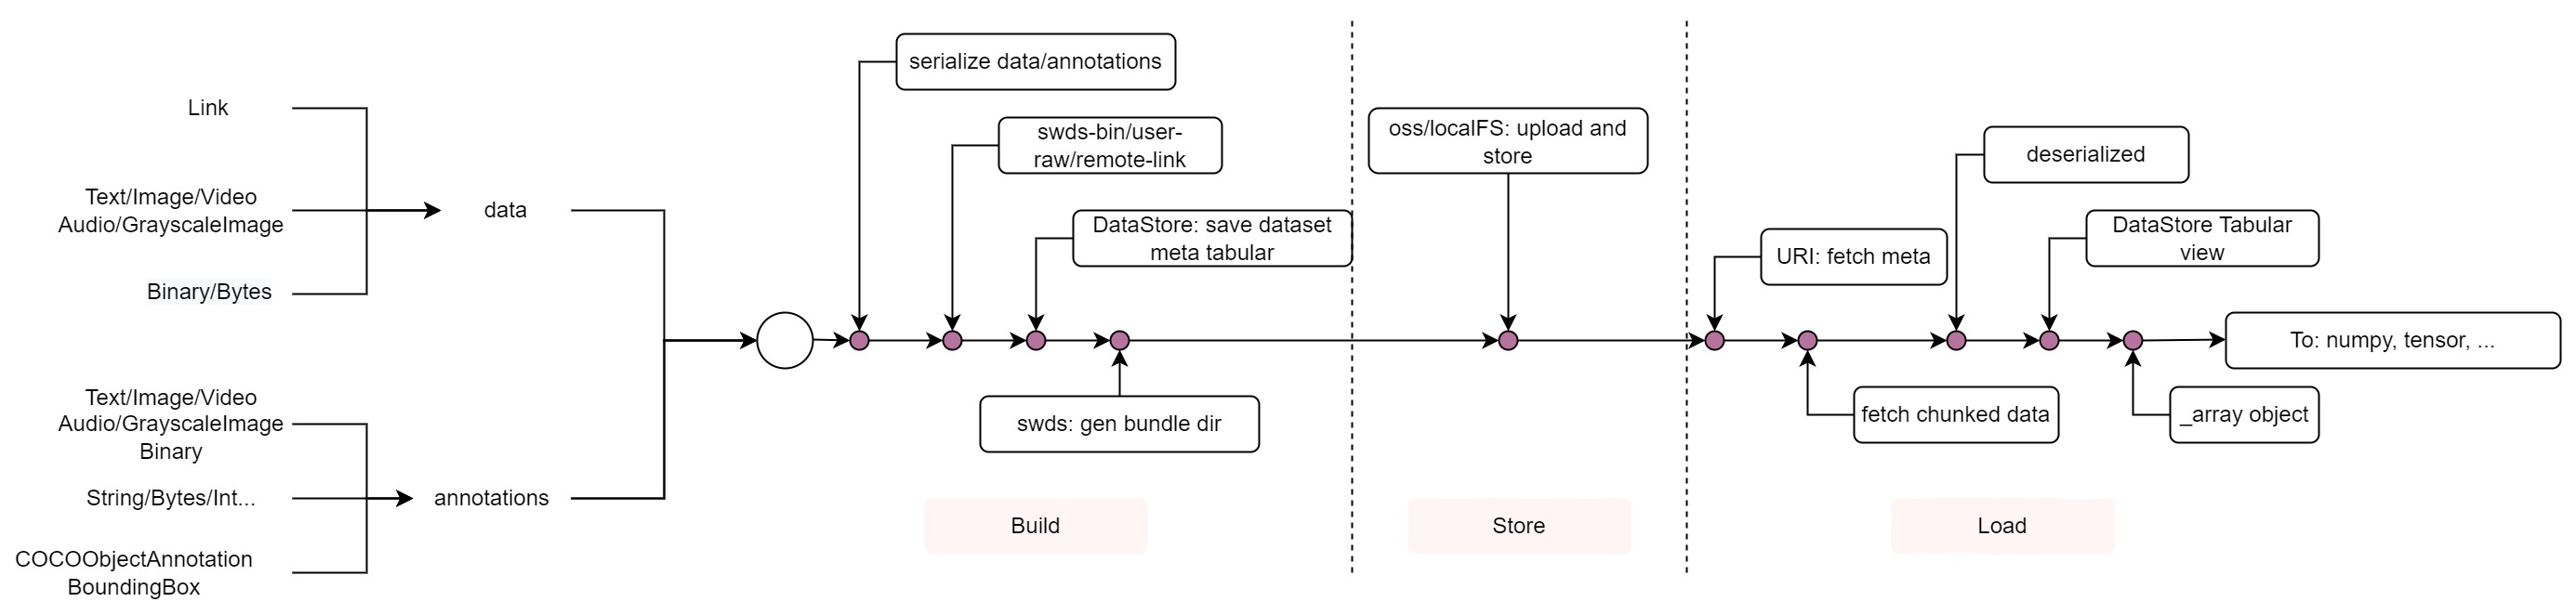 Link
Text/Image/Video
Audio/GrayscaleImage
Binary/Bytes
data
Text/Image/Video
Audio/GrayscaleImage
Binary
String/Bytes/Int...
COCOObjectAnnotation
BoundingBox
annotations
serialize data/annotations
swds-bin/user-
raw/remote-link
DataStore: save dataset
meta tabular
swds: gen bundle dir
Build
oss/localFS: upload and
store
Store
URI: fetch meta
fetch chunked data
deserialized
DataStore Tabular
view
_array object
To: numpy, tensor, ...
Load